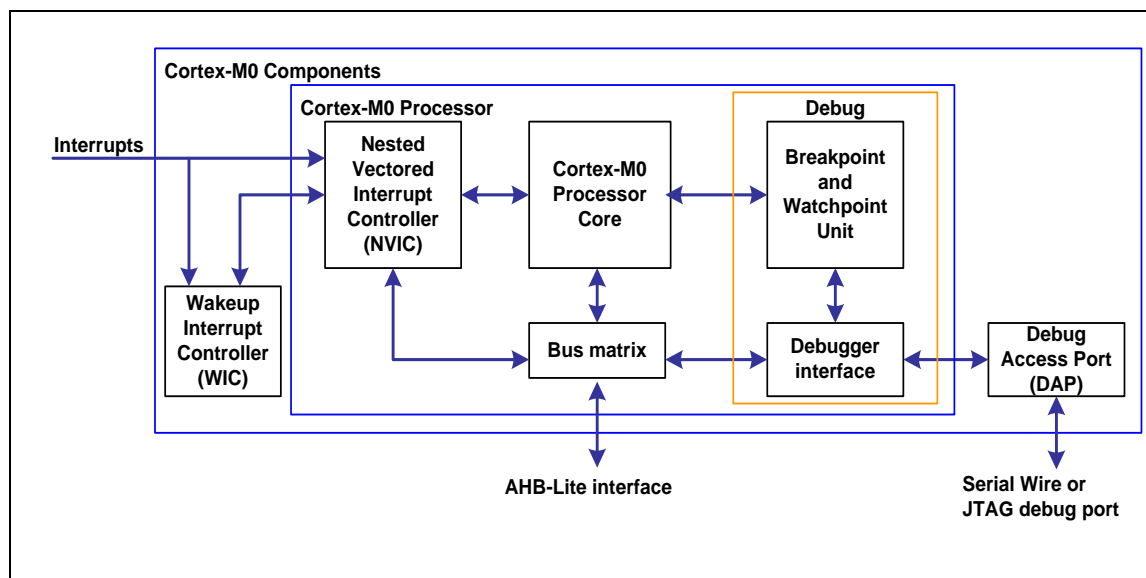 Cortex-M0 Components
Cortex-M0 Processor
Debug
Interrupts
Nested
Vectored
Interrupt
Controller
(NVIC)
Cortex-M0
Processor
Core
Breakpoint
and
Watchpoint
Unit
Wakeup
Interrupt
Controller
(WIC)
Bus matrix
Debugger
interface
Debug
Access Port
(DAP)
AHB-Lite interface
Serial Wire or
JTAG debug port